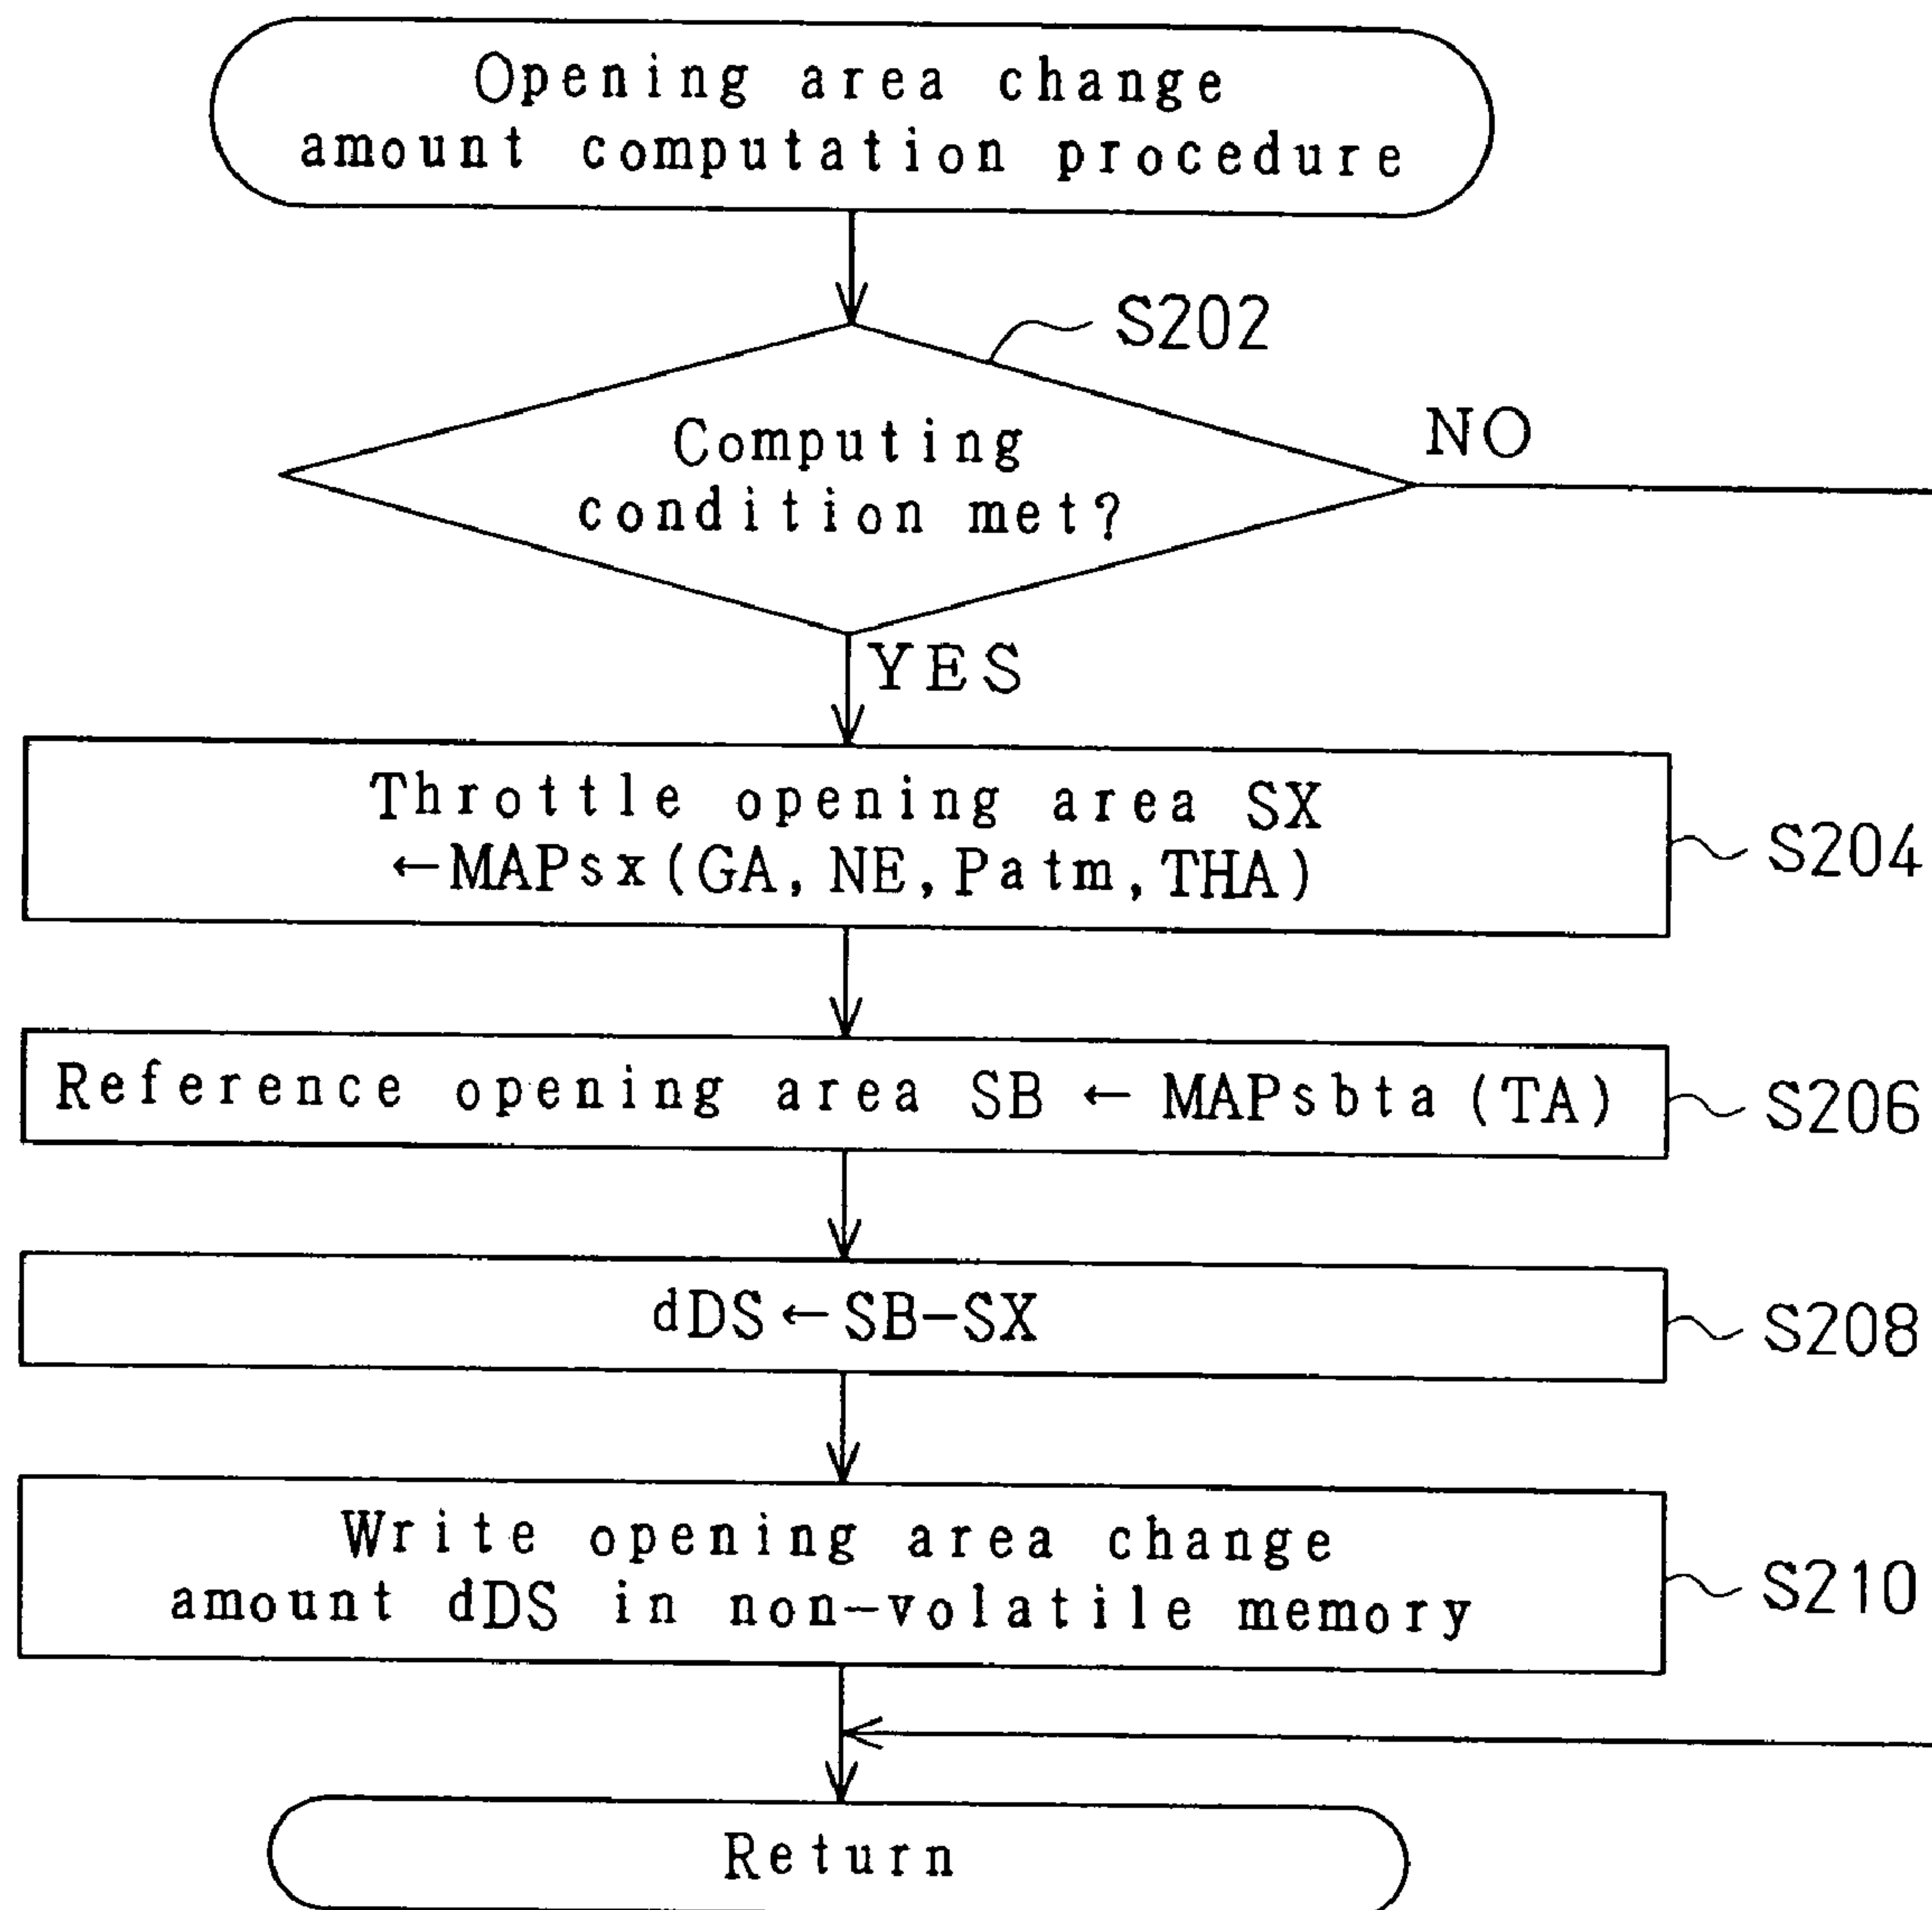 Opening area change
amount computation procedure
S202
Computing
condition met?
NO
YES
Throttle opening area SX
←MAPsx(GA, NE, Patm, THA)
S204
Reference opening area SB ← MAPsbta (TA)
S206
dDS←SB-SX
S208
Write opening area change
amount dDS in non-volatile memory
S210
Return